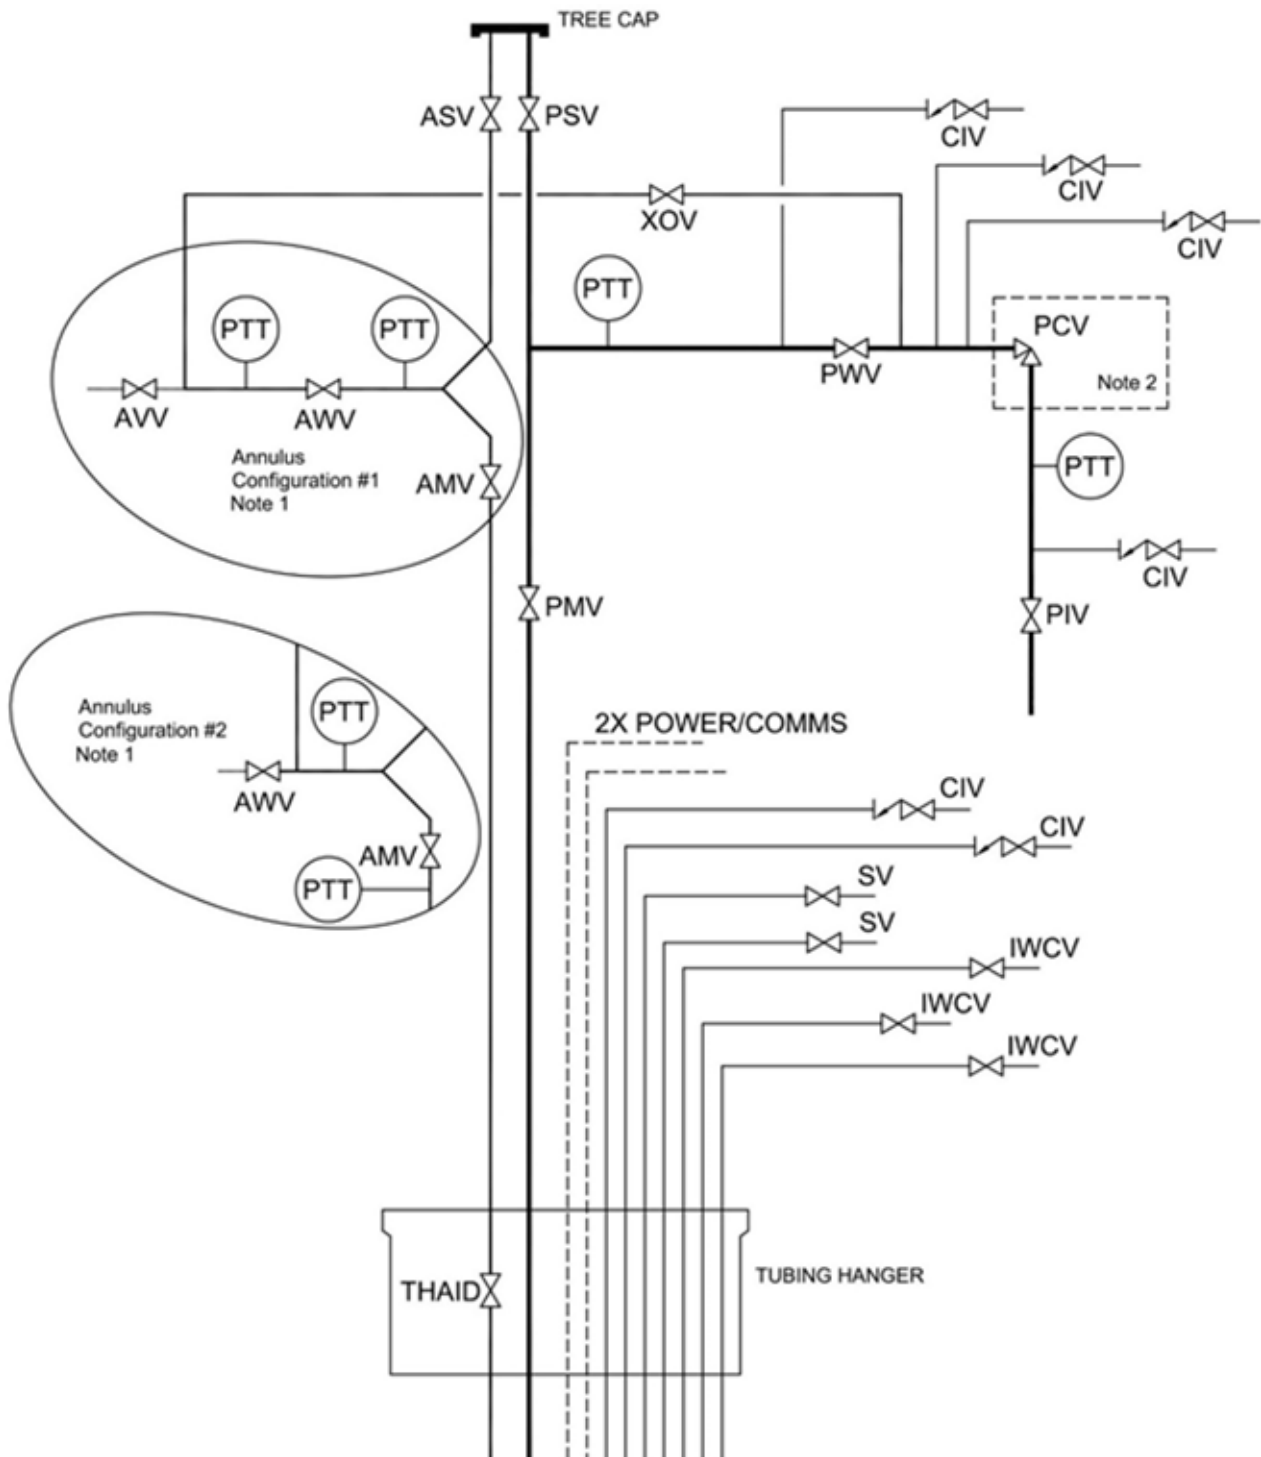 TREE CAP
ASV
PSV
CIV
CIV
XOV
CIV
PTT
PTT
PTT
PCV
PWV
Note 2
AVV
AWV
Annulus
Configuration #1
Note 1
PTT
AMV
CIV
PMV
PIV
Annulus
Configuration #2
Note 1
PTT
2X POWER/COMMS
AWV
CIV
CIV
AMV
PTT
SV
SV
IWCV
IWCV
IWCV
TUBING HANGER
THAID